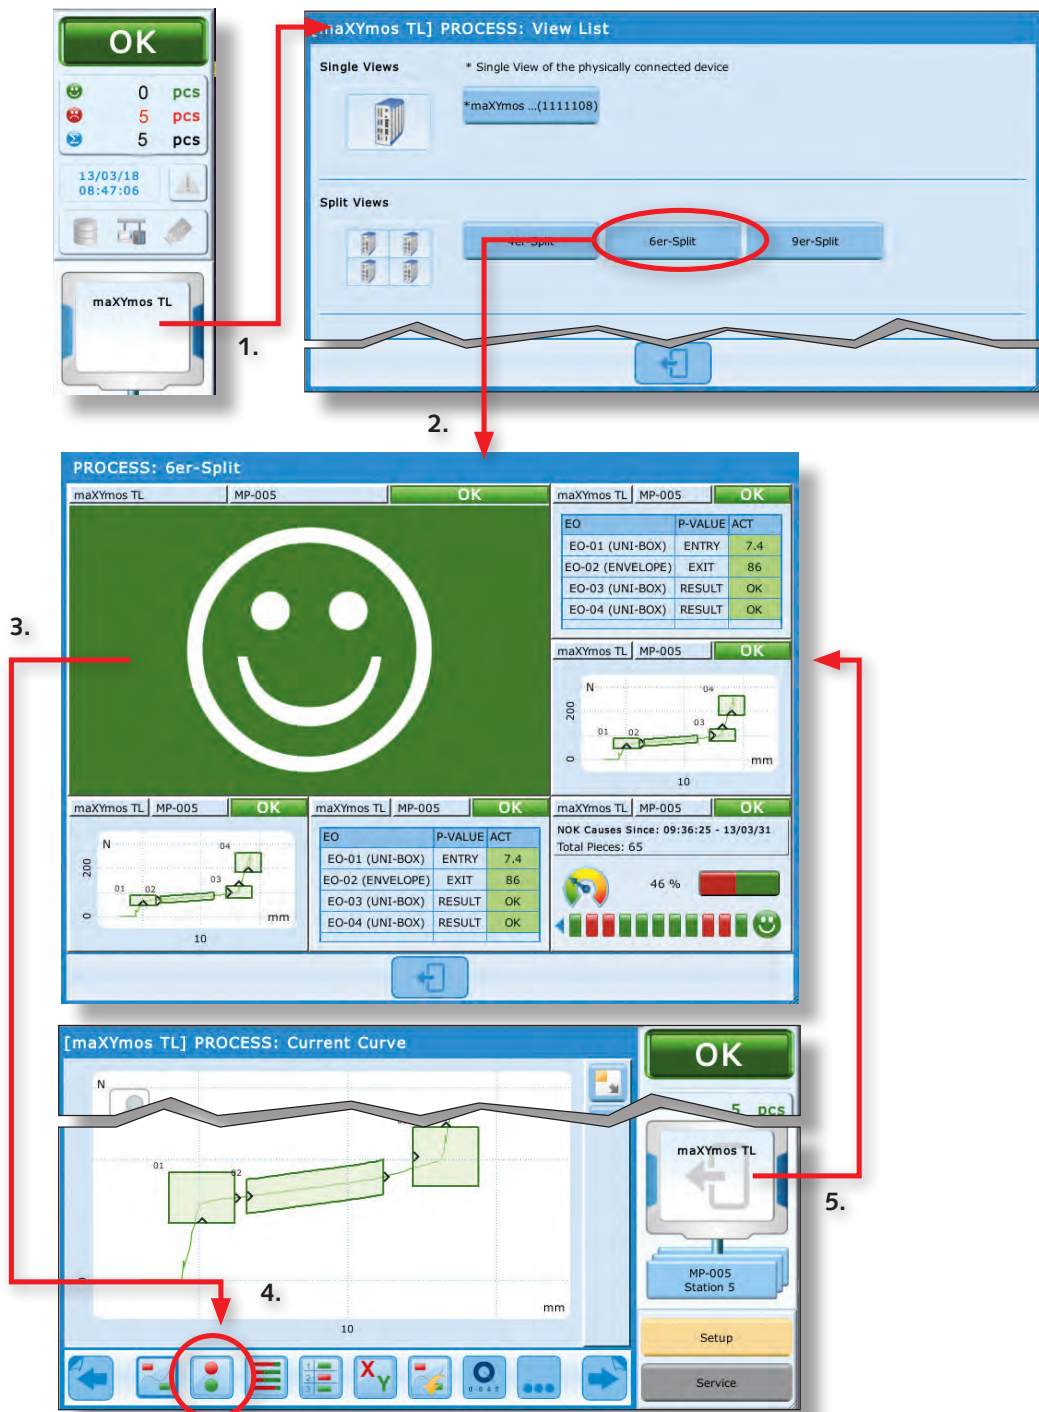 OK
0 pcs
5 pcs
5 pcs
13/03/18
08:47:06
maXYmos TL
1.
[maXYmos TL] PROCESS: View List
Single Views
* Single View of the physically connected device
*maXYmos ...(1111108)
Split Views
4er-Split
6er-Split
9er-Split
2.
PROCESS: 6er-Split
maXYmos TL MP-005 OK
maXYmos TL MP-005 OK
EO P-VALUE ACT
EO-01 (UNI-BOX) ENTRY 7.4
EO-02 (ENVELOPE) EXIT 86
EO-03 (UNI-BOX) RESULT OK
EO-04 (UNI-BOX) RESULT OK
3.
maXYmos TL MP-005 OK
N
200
0
01
02
03
04
mm
10
maXYmos TL MP-005 OK
N
200
0
01
02
03
04
mm
10
maXYmos TL MP-005 OK
EO P-VALUE ACT
EO-01 (UNI-BOX) ENTRY 7.4
EO-02 (ENVELOPE) EXIT 86
EO-03 (UNI-BOX) RESULT OK
EO-04 (UNI-BOX) RESULT OK
maXYmos TL MP-005 OK
NOK Causes Since: 09:36:25 - 13/03/31
Total Pieces: 65
46 %
[maXYmos TL] PROCESS: Current Curve
N
01
02
mm
10
4.
X
Y
1
2
3
OK
5 pcs
maXYmos TL
5.
MP-005
Station 5
Setup
Service